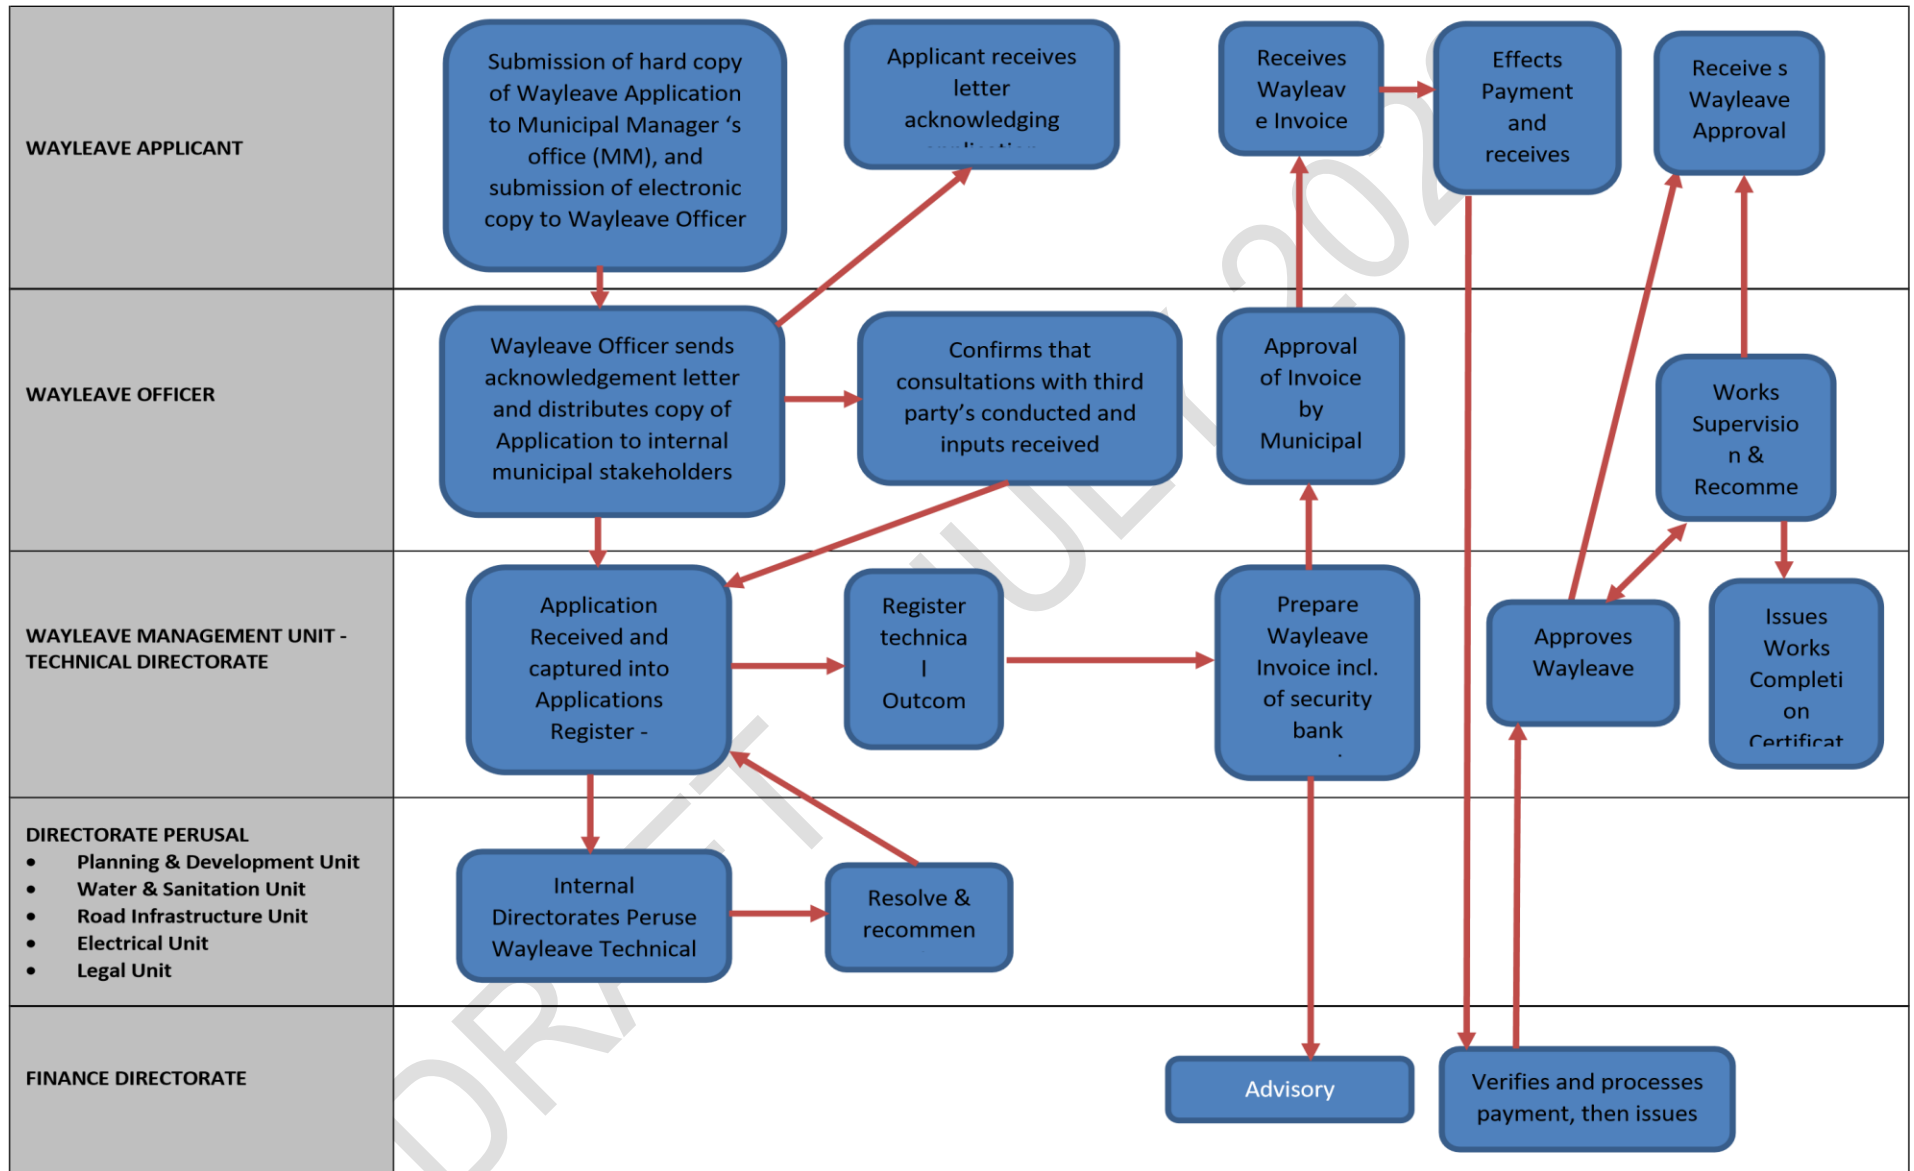 WAYLEAVE APPLICANT
Submission of hard copy
of Wayleave Application
to Municipal Manager ‘s
office (MM), and
submission of electronic
copy to Wayleave Officer
Applicant receives
letter
acknowledging
Receives
Wayleav
e Invoice
Effects
Payment
and
receives
Receive s
Wayleave
Approval
WAYLEAVE OFFICER
Wayleave Officer sends
acknowledgement letter
and distributes copy of
Application to internal
municipal stakeholders
Confirms that
consultations with third
party’s conducted and
inputs received
Approval
of Invoice
by
Municipal
Works
Supervisio
n &
Recomme
WAYLEAVE MANAGEMENT UNIT -
TECHNICAL DIRECTORATE
Application
Received and
captured into
Applications
Register -
Register
technica
l
Outcom
Prepare
Wayleave
Invoice incl.
of security
bank
Approves
Wayleave
Issues
Works
Completi
on
Certificat
DIRECTORATE PERUSAL
• Planning & Development Unit
• Water & Sanitation Unit
• Road Infrastructure Unit
• Electrical Unit
• Legal Unit
Internal
Directorates Peruse
Wayleave Technical
Resolve &
recommen
FINANCE DIRECTORATE
Advisory
Verifies and processes
payment, then issues
DRAFT JULY 202